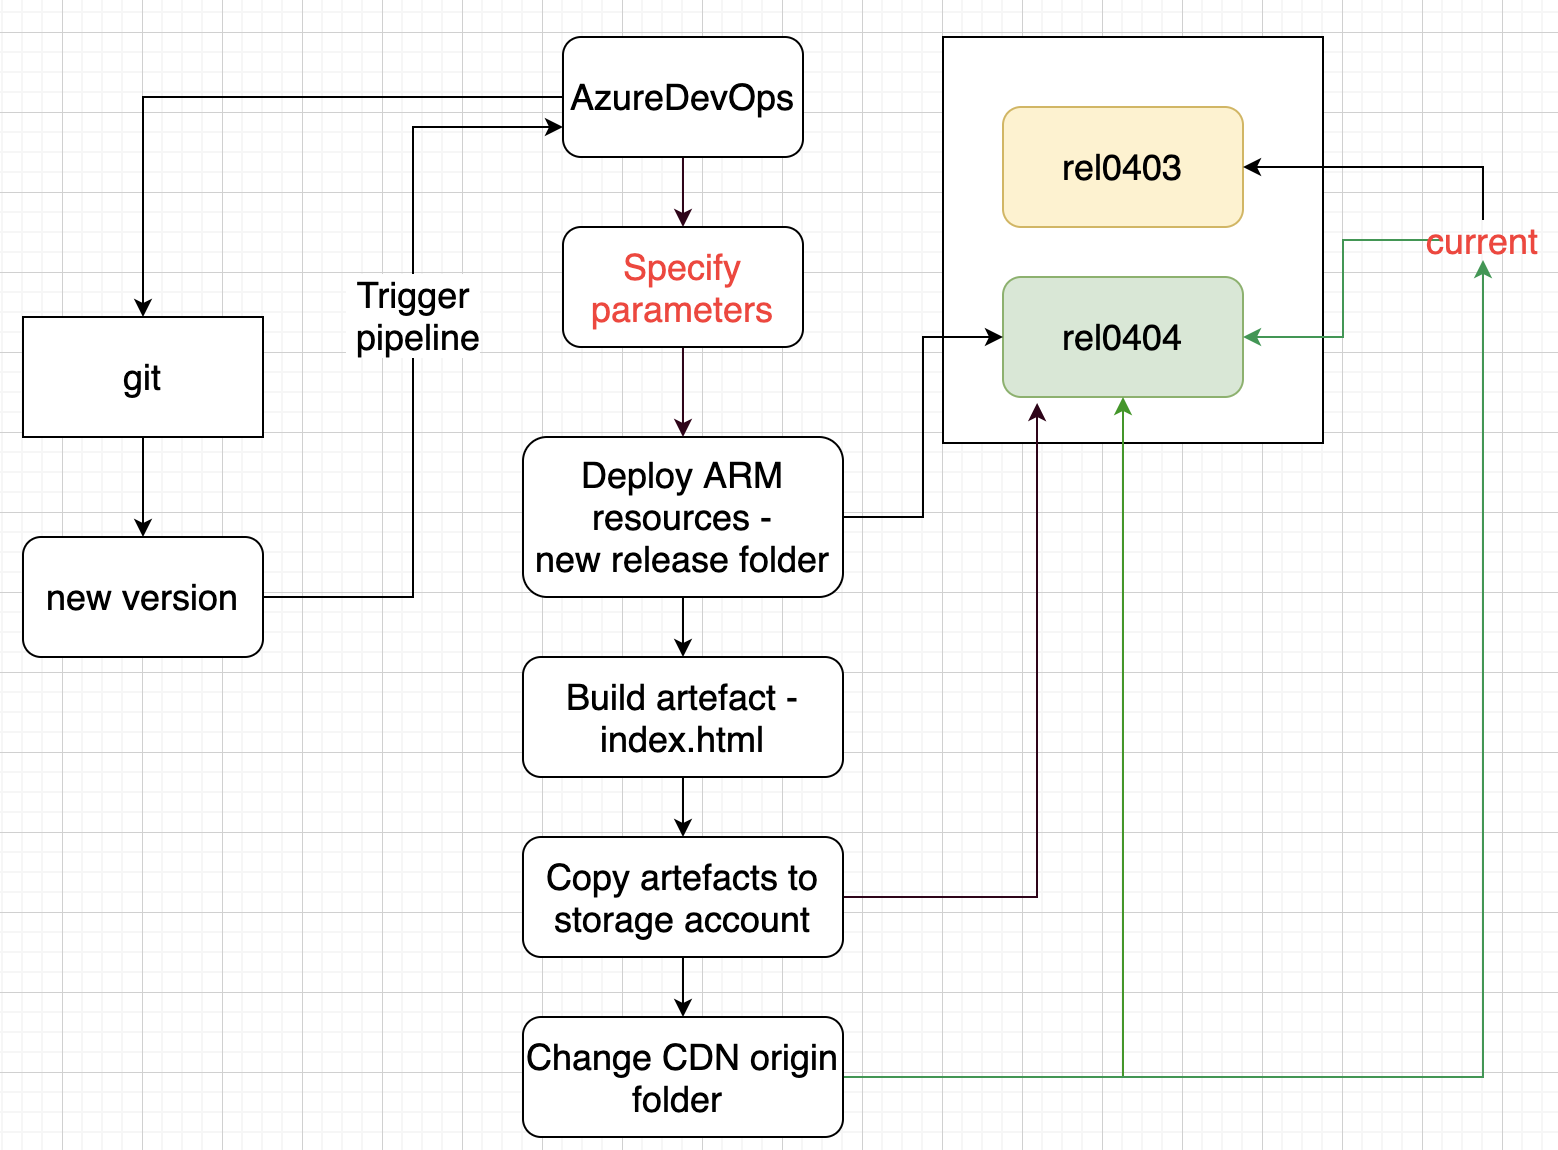 AzureDevOps
rel0403
current
Specify
parameters
Trigger
pipeline
rel0404
git
Deploy ARM
resources -
new release folder
new version
Build artefact -
index.html
Copy artefacts to
storage account
Change CDN origin
folder